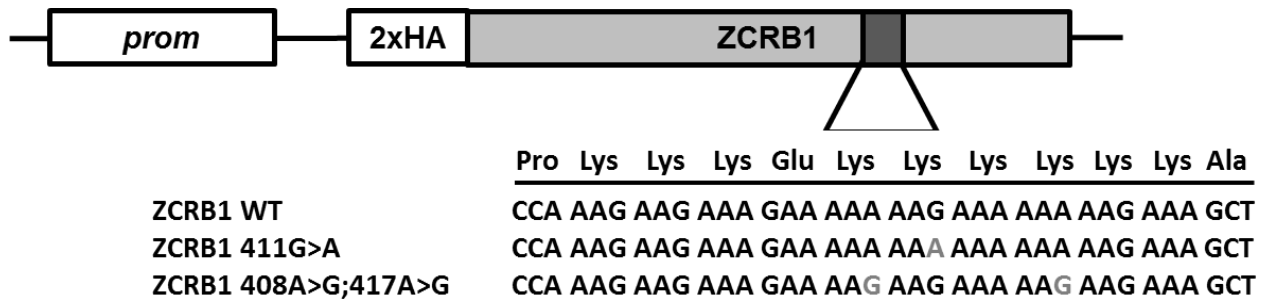 prom 2xHA ZCRB1
Pro Lys Lys Lys Glu Lys Lys Lys Lys Lys Lys Ala
ZCRB1 WT CCA AAG AAG AAA GAA AAA AAG AAA AAA AAG AAA GCT
ZCRB1 411G>A CCA AAG AAG AAA GAA AAA AAA AAA AAA AAG AAA GCT
ZCRB1 408A>G;417A>G CCA AAG AAG AAA GAA AAG AAG AAA AAG AAG AAA GCT